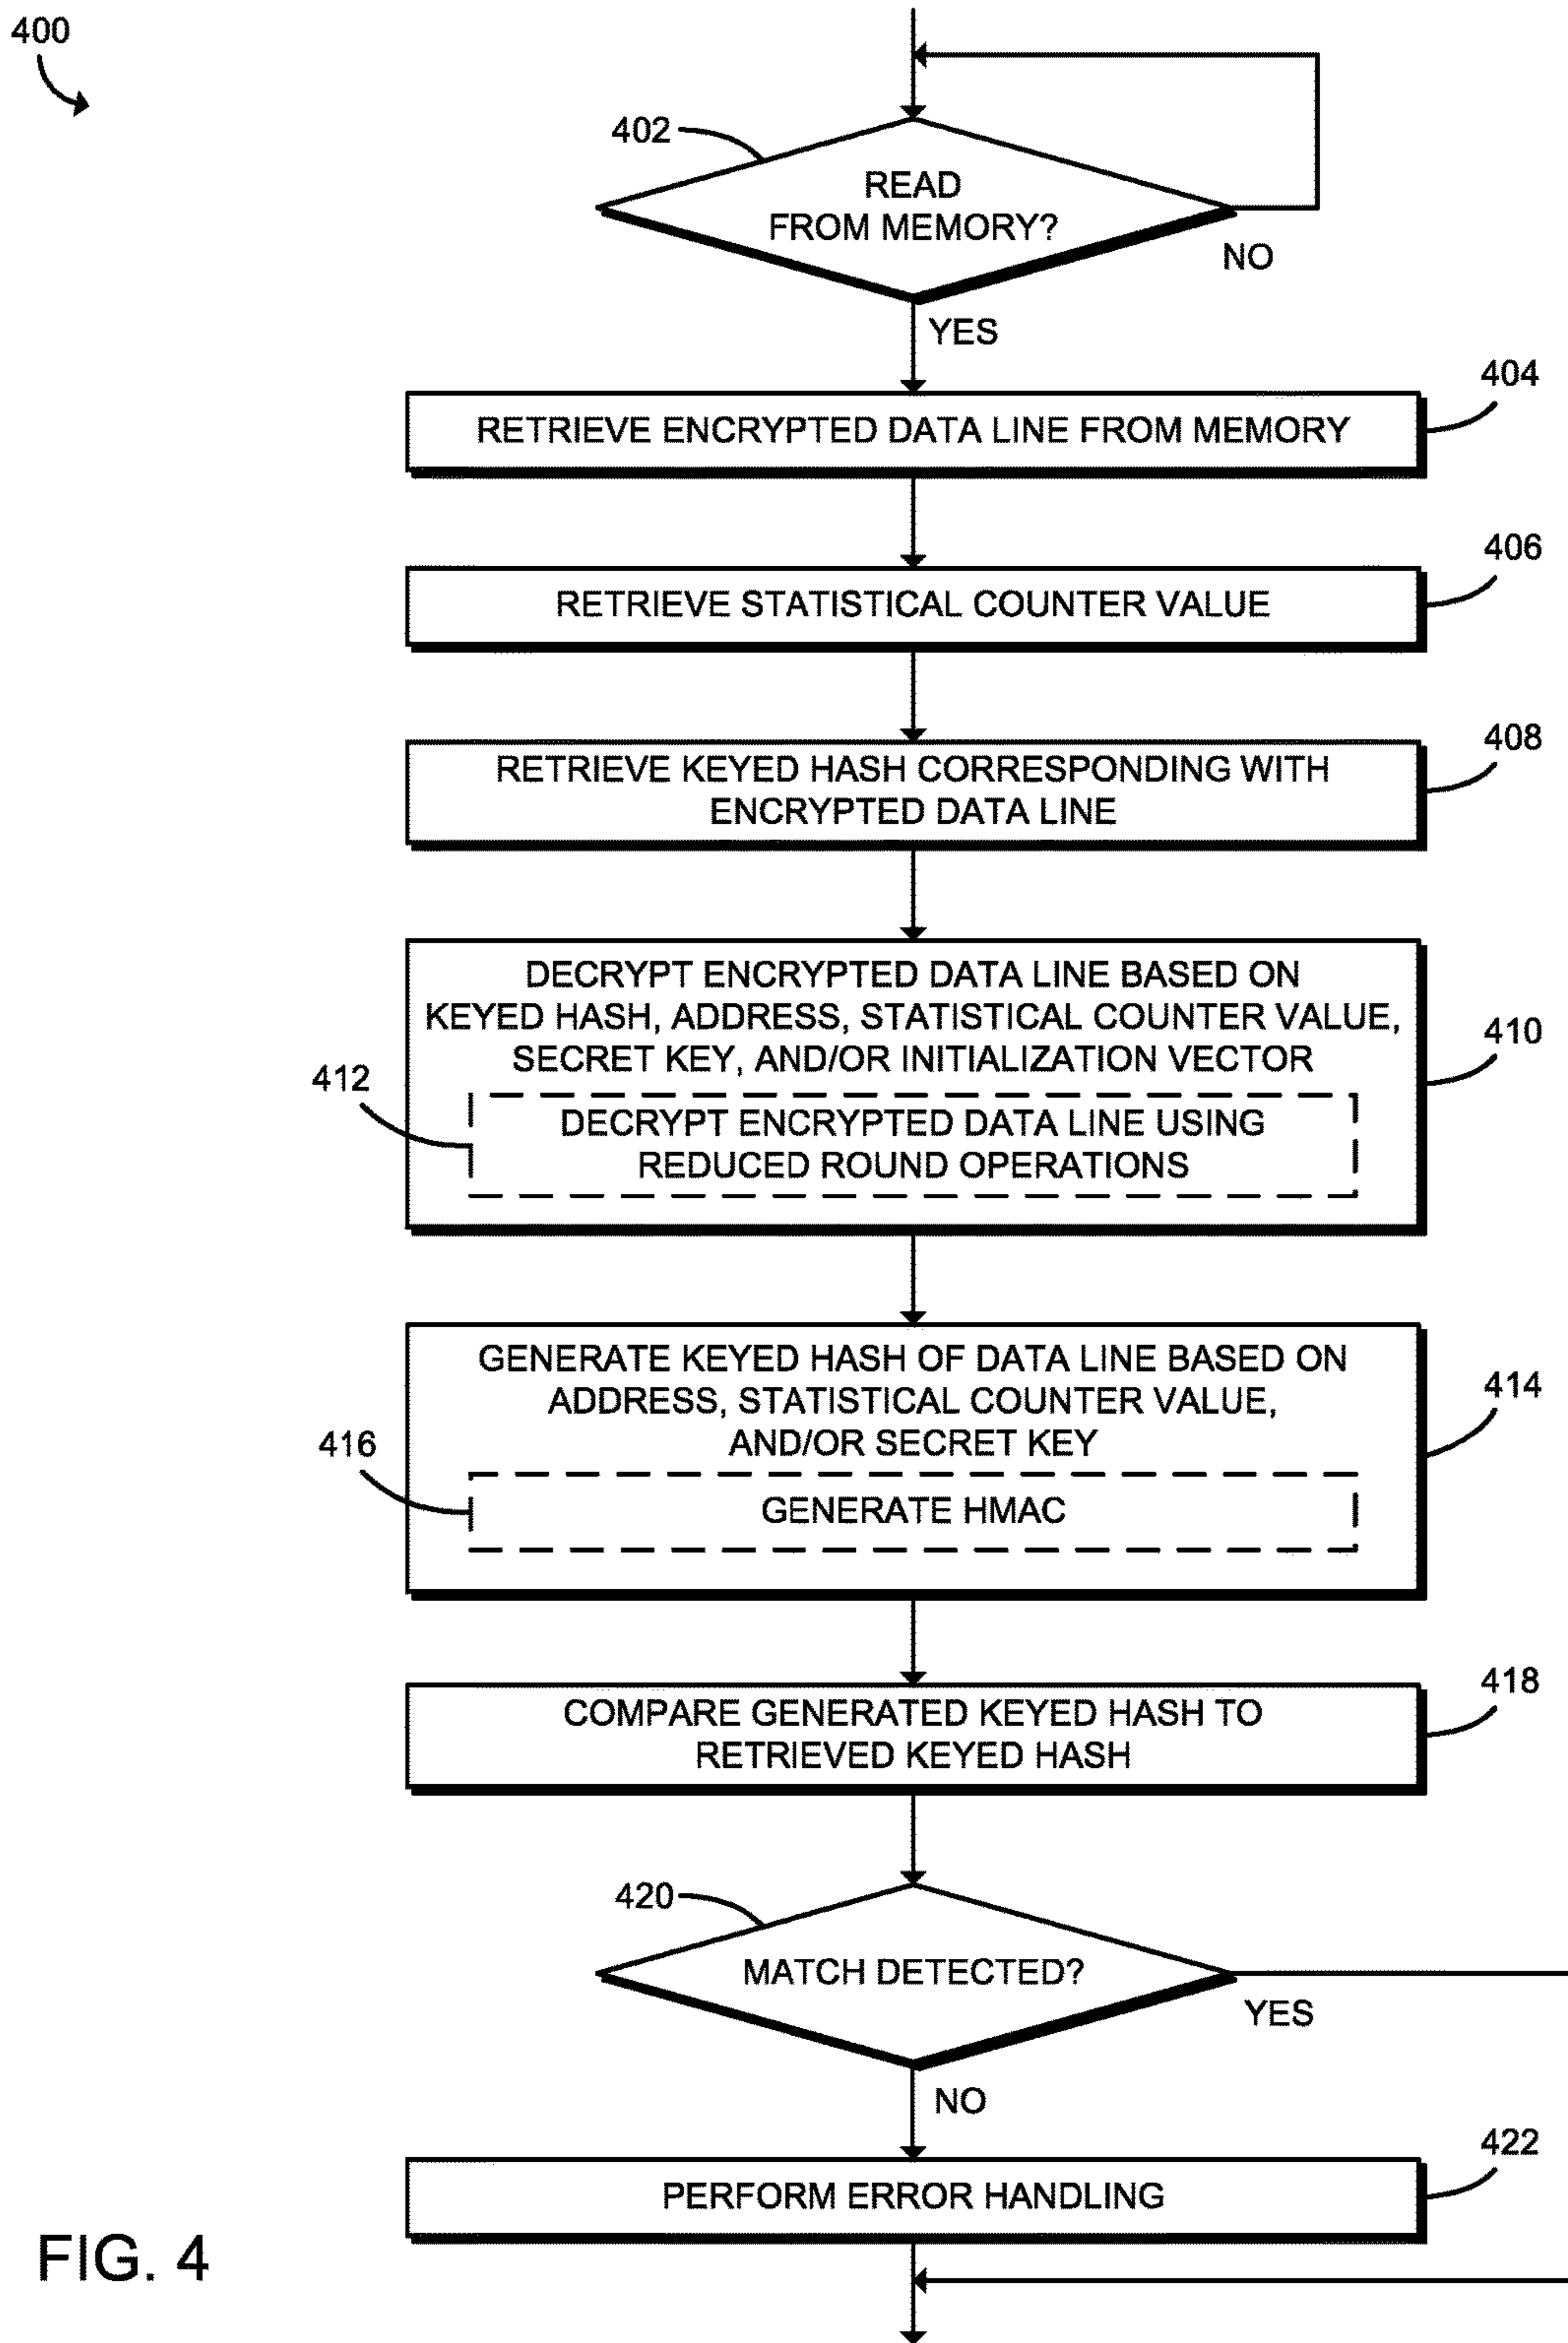 400
402
READ
FROM MEMORY?
NO
YES
404
RETRIEVE ENCRYPTED DATA LINE FROM MEMORY
406
RETRIEVE STATISTICAL COUNTER VALUE
408
RETRIEVE KEYED HASH CORRESPONDING WITH
ENCRYPTED DATA LINE
DECRYPT ENCRYPTED DATA LINE BASED ON
KEYED HASH, ADDRESS, STATISTICAL COUNTER VALUE,
SECRET KEY, AND/OR INITIALIZATION VECTOR
410
412
DECRYPT ENCRYPTED DATA LINE USING
REDUCED ROUND OPERATIONS
GENERATE KEYED HASH OF DATA LINE BASED ON
ADDRESS, STATISTICAL COUNTER VALUE,
AND/OR SECRET KEY
414
416
GENERATE HMAC
418
COMPARE GENERATED KEYED HASH TO
RETRIEVED KEYED HASH
420
MATCH DETECTED?
YES
NO
422
PERFORM ERROR HANDLING
FIG. 4